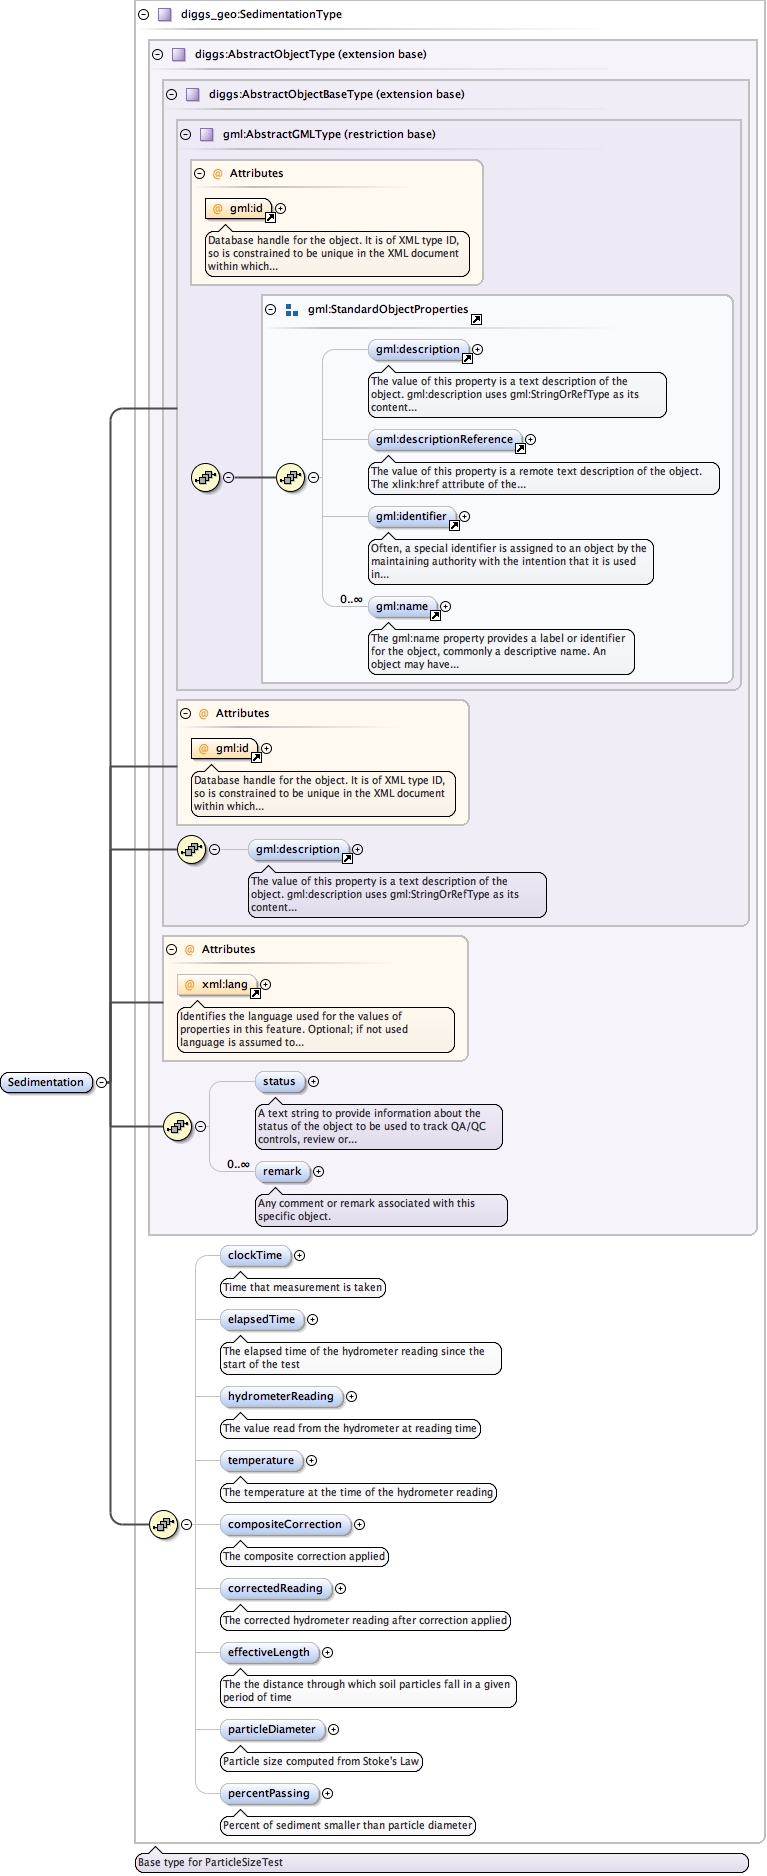 diggs_geo:SedimentationType
diggs:AbstractObjectType (extension base)
diggs:AbstractObjectBaseType (extension base)
gml:AbstractGMLType (restriction base)
@ Attributes
@ gml:id
Database handle for the object. It is of XML type ID,
so is constrained to be unique in the XML document
within which...
gml:StandardObjectProperties
gml:description
The value of this property is a text description of the
object. gml:description uses gml:StringOrRefType as its
content...
gml:descriptionReference
The value of this property is a remote text description of the object.
The xlink:href attribute of the...
gml:identifier
Often, a special identifier is assigned to an object by the
maintaining authority with the intention that it is used
in...
0..∞
gml:name
The gml:name property provides a label or identifier
for the object, commonly a descriptive name. An
object may have...
@ Attributes
@ gml:id
Database handle for the object. It is of XML type ID,
so is constrained to be unique in the XML document
within which...
gml:description
The value of this property is a text description of the
object. gml:description uses gml:StringOrRefType as its
content...
@ Attributes
@ xml:lang
Identifies the language used for the values of
properties in this feature. Optional; if not used
language is assumed to...
Sedimentation
status
A text string to provide information about the
status of the object to be used to track QA/QC
controls, review or...
0..∞
remark
Any comment or remark associated with this
specific object.
clockTime
Time that measurement is taken
elapsedTime
The elapsed time of the hydrometer reading since the
start of the test
hydrometerReading
The value read from the hydrometer at reading time
temperature
The temperature at the time of the hydrometer reading
compositeCorrection
The composite correction applied
correctedReading
The corrected hydrometer reading after correction applied
effectiveLength
The the distance through which soil particles fall in a given
period of time
particleDiameter
Particle size computed from Stoke's Law
percentPassing
Percent of sediment smaller than particle diameter
Base type for ParticleSizeTest